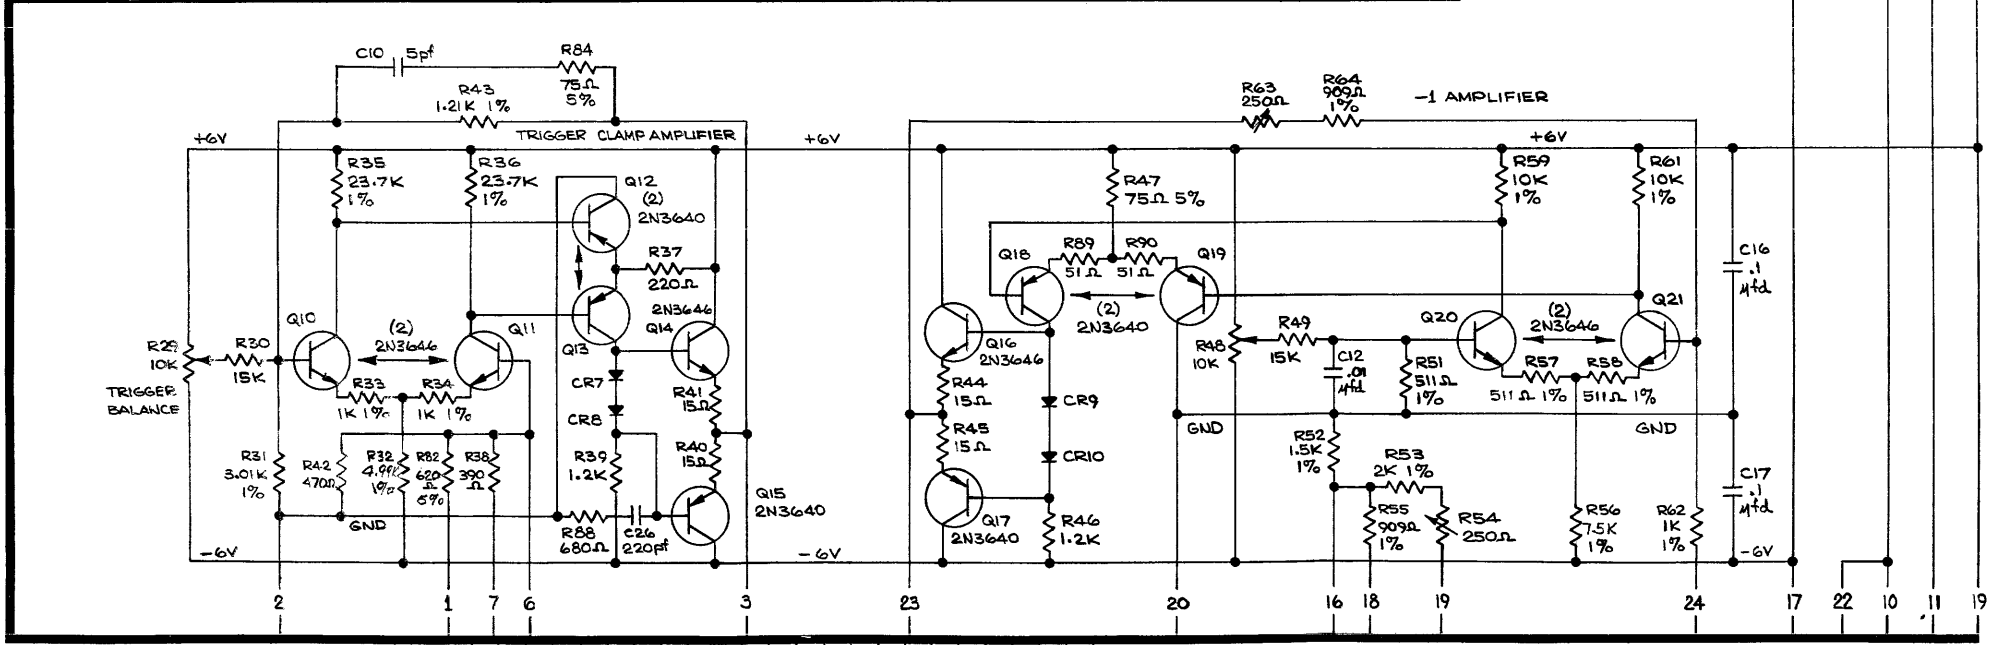 C10 5pf
R84
75Ω
5%
R43
1.21K 1%
TRIGGER CLAMP AMPLIFIER
+6V
R35
23.7K
1%
R36
23.7K
1%
Q12
(2)
2N3640
R37
220Ω
Q10
(2)
2N3646
Q11
Q13
2N3646
Q14
R29
10K
TRIGGER
BALANCE
R30
15K
R33
1K 1%
R34
1K 1%
CR7
CR8
R41
15Ω
R31
3.01K
1%
R42
470Ω
R32
4.99K
1%
R82
620
Ω
5%
R38
390
Ω
R39
1.2K
R40
15Ω
Q15
2N3640
GND
R88
680Ω
C26
220pf
-6V
2
1
7
6
3
+6V
-6V
R63
250Ω
R64
909Ω
1%
-1 AMPLIFIER
+6V
R47
75Ω 5%
R59
10K
1%
R61
10K
1%
Q18
R89
51Ω
R90
51Ω
Q19
(2)
2N3640
C16
.1
μfd
Q16
2N3646
R48
10K
R49
15K
C12
.01
μfd
R51
511Ω
1%
Q20
(2)
2N3646
Q21
R57
511Ω 1%
R58
511Ω 1%
R44
15Ω
CR9
GND
GND
R45
15Ω
CR10
R52
1.5K
1%
R53
2K 1%
C17
.1
μfd
Q17
2N3640
R46
1.2K
R55
909Ω
1%
R54
250Ω
R56
7.5K
1%
R62
1K
1%
-6V
23
20
16
18
19
24
17
22
10
11
19